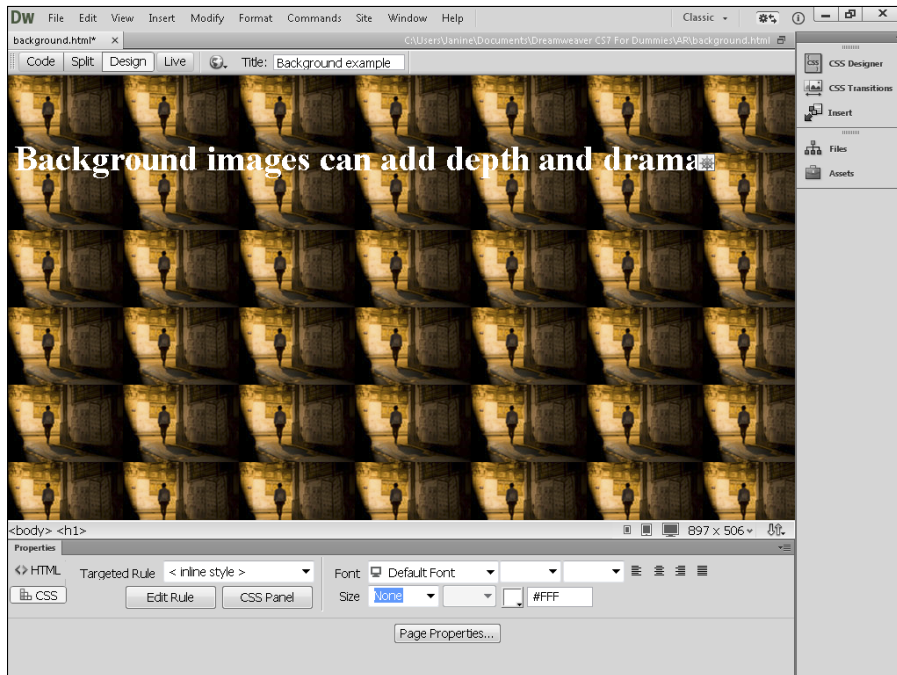 DW File Edit View Insert Modify Format Commands Site Window Help Classic
background.html* × C:\Users\Janine\Documents\Dreamweaver CS7 For Dummies\AR\background.html
Code Split Design Live Title: Background example
CSS Designer
CSS Transitions
Insert
Files
Assets
Background images can add depth and drama
<body> <h1> 897 x 506
Properties
<> HTML Targeted Rule < inline style > Font Default Font
CSS Edit Rule CSS Panel Size None #FFF
Page Properties...